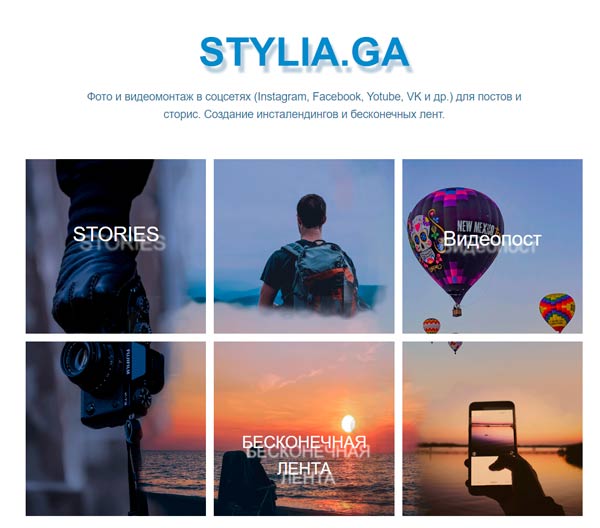 STYLIA.GA
Фото и видеомонтаж в соцсетях (Instagram, Facebook, Yotube, VK и др.) для постов и
сторис. Создание инсталендингов и бесконечных лент.
STORIES
NEW MEXICO
Видеопост
FUJIFILM
БЕСКОНЕЧНАЯ
ЛЕНТА